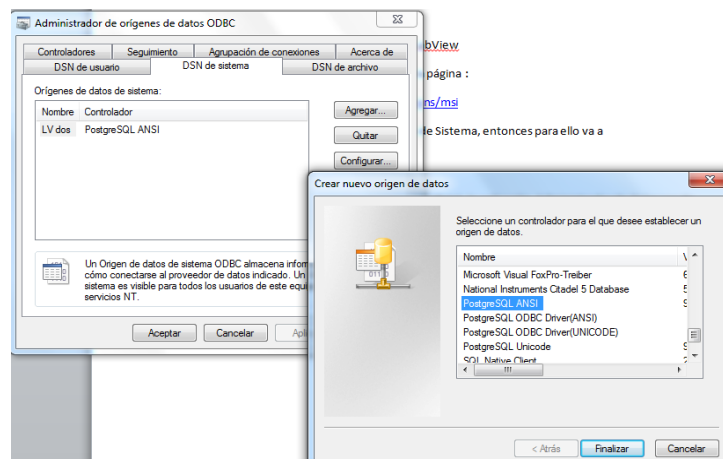 Administrador de orígenes de datos ODBC
Controladores Seguimiento Agrupación de conexiones Acerca de
DSN de usuario DSN de sistema DSN de archivo
Orígenes de datos de sistema:
Nombre Controlador
LV dos PostgreSQL ANSI
Agregar...
Quitar
Configurar...
Un Origen de datos de sistema ODBC almacena
cómo conectarse al proveedor de datos indicado. Un
sistema es visible para todos los usuarios de este
servicios NT.
Aceptar Cancelar
bView
página :
ns/msi
de Sistema, entonces para ello va a
Crear nuevo origen de datos
Seleccione un controlador para el que desee establecer un
origen de datos.
Nombre
Microsoft Visual FoxPro-Treiber
National Instruments Citadel 5 Database
PostgreSQL ANSI
PostgreSQL ODBC Driver(ANSI)
PostgreSQL ODBC Driver(UNICODE)
PostgreSQL Unicode
SQL Native Client
< Atrás Finalizar Cancelar